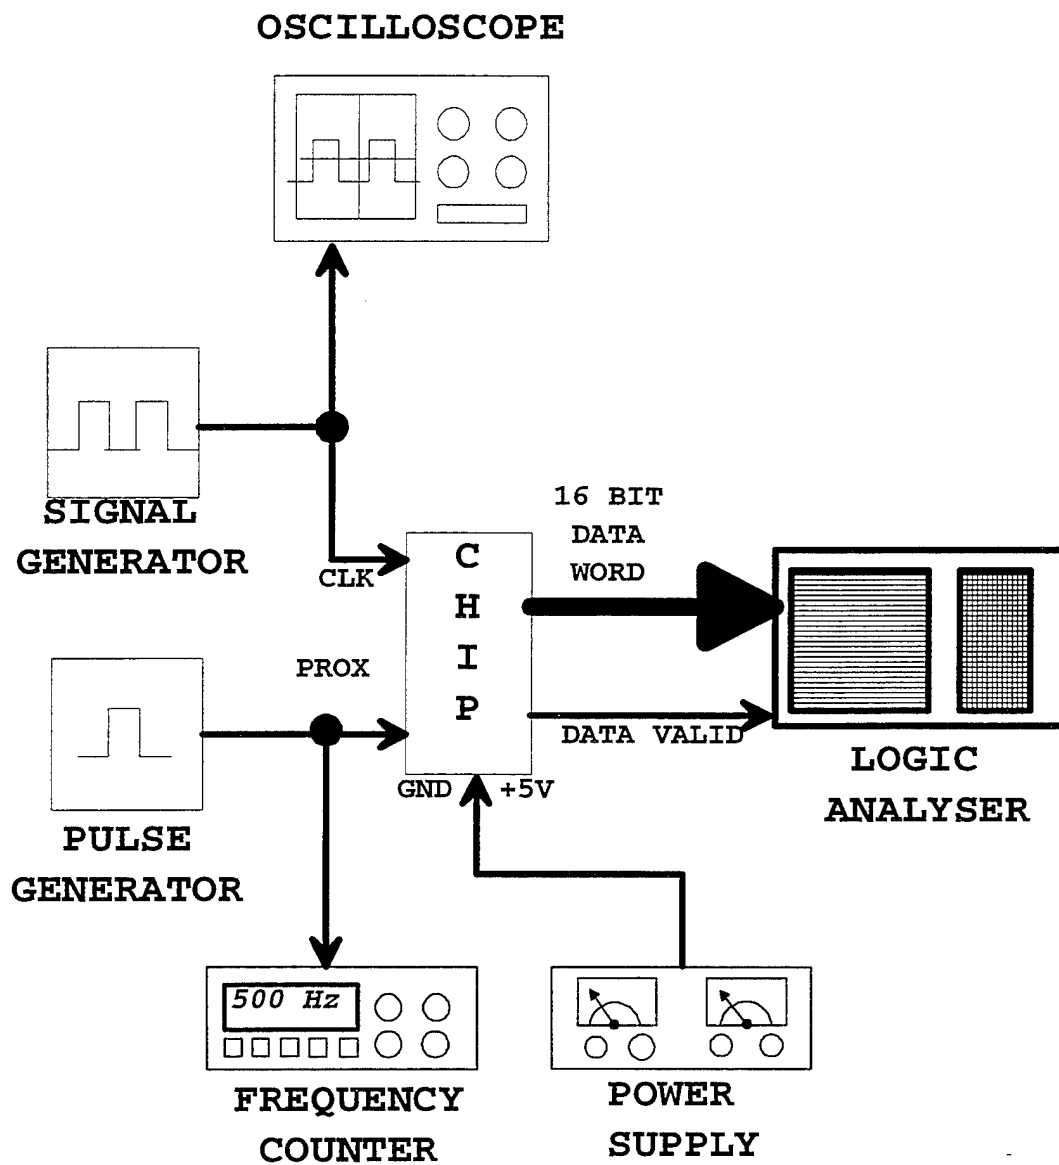 OSCILLOSCOPE
SIGNAL
GENERATOR
CLK
C
H
I
P
16 BIT
DATA
WORD
PROX
DATA VALID
LOGIC
ANALYSER
GND +5V
PULSE
GENERATOR
500 Hz
FREQUENCY
COUNTER
POWER
SUPPLY